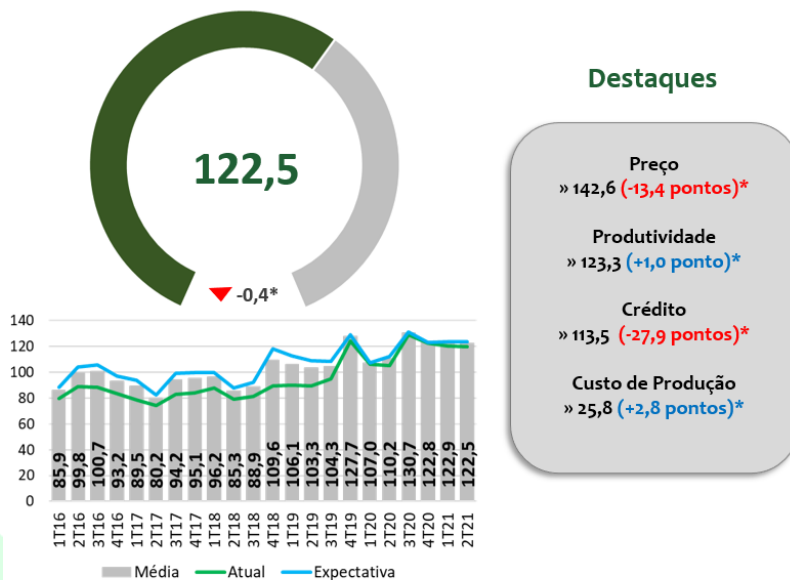 122,5
-0,4*
Destaques
Preço
» 142,6 (-13,4 pontos)*
Produtividade
» 123,3 (+1,0 ponto)*
Crédito
» 113,5 (-27,9 pontos)*
Custo de Produção
» 25,8 (+2,8 pontos)*
140
120
100
80
60
40
20
0
85,9
99,8
100,7
93,2
89,5
80,2
94,2
95,1
96,2
85,3
88,9
109,6
106,1
103,3
104,3
127,7
107,0
110,2
130,7
122,8
122,9
122,5
1T16
2T16
3T16
4T16
1T17
2T17
3T17
4T17
1T18
2T18
3T18
4T18
1T19
2T19
3T19
4T19
1T20
2T20
3T20
4T20
1T21
2T21
Média Atual Expectativa